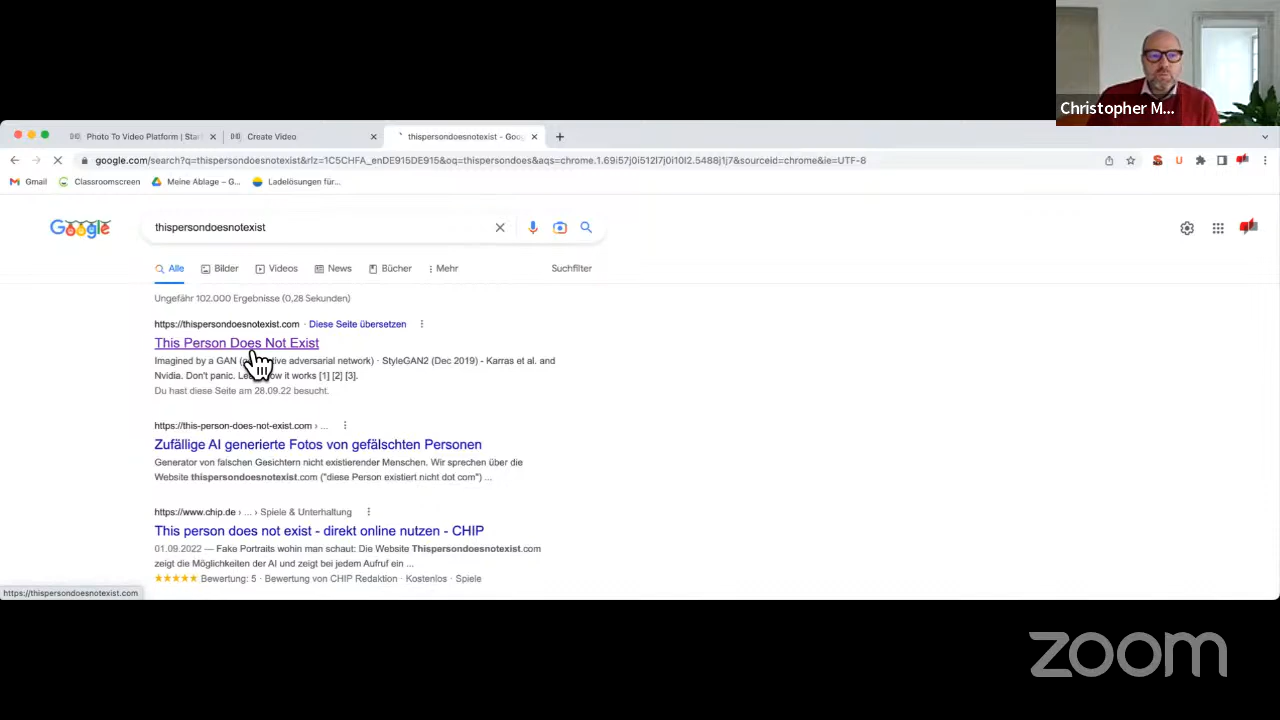 Christopher M...
Photo To Video Platform | Star
Create Video
thispersondoesnotexist - Goo
google.com/search?q=thispersondoesnotexist&rlz=1C5CHFA_enDE915DE915&oq=thispersondoes&aqs=chrome.1.69i57j0i512l7j0i10l2.5488j1j7&sourceid=chrome&ie=UTF-8
Gmail
Classroomscreen
Meine Ablage – G...
Ladelösungen für...
Google
thispersondoesnotexist
Alle
Bilder
Videos
News
Bücher
Mehr
Suchfilter
Ungefähr 102.000 Ergebnisse (0,28 Sekunden)
https://thispersondoesnotexist.com · Diese Seite übersetzen
This Person Does Not Exist
Imagined by a GAN ( ive adversarial network) · StyleGAN2 (Dec 2019) - Karras et al. and
Nvidia. Don't panic. Le ow it works [1] [2] [3].
Du hast diese Seite am 28.09.22 besucht.
https://this-person-does-not-exist.com › ...
Zufällige AI generierte Fotos von gefälschten Personen
Generator von falschen Gesichtern nicht existierender Menschen. Wir sprechen über die
Website thispersondoesnotexist.com ("diese Person existiert nicht dot com") ...
https://www.chip.de › ... › Spiele & Unterhaltung
This person does not exist - direkt online nutzen - CHIP
01.09.2022 — Fake Portraits wohin man schaut: Die Website Thispersondoesnotexist.com
zeigt die Möglichkeiten der AI und zeigt bei jedem Aufruf ein ...
Bewertung: 5 · Bewertung von CHIP Redaktion · Kostenlos · Spiele
https://thispersondoesnotexist.com
zoom